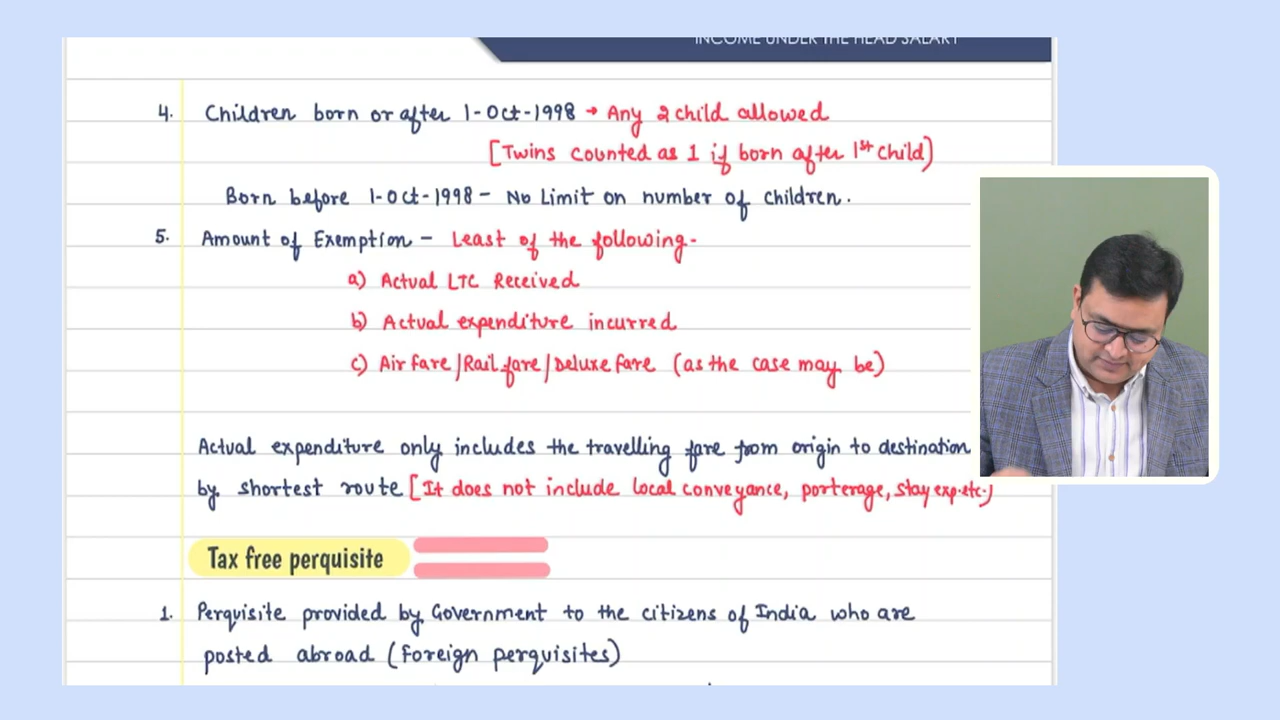 INCOME UNDER THE HEAD SALARY
4. Children born or after 1-Oct-1998 → Any 2 child allowed
[Twins counted as 1 if born after 1st Child]
Born before 1-Oct-1998 - No Limit on number of children.
5. Amount of Exemption - Least of the following-
a) Actual LTC Received
b) Actual expenditure incurred
c) Air fare/Rail fare/Deluxe fare (as the case may be)
Actual expenditure only includes the travelling fare from origin to destination
by shortest route [It does not include local conveyance, porterage, stay exp.etc.]
Tax free perquisite
1. Perquisite provided by Government to the citizens of India who are
posted abroad (Foreign perquisites)